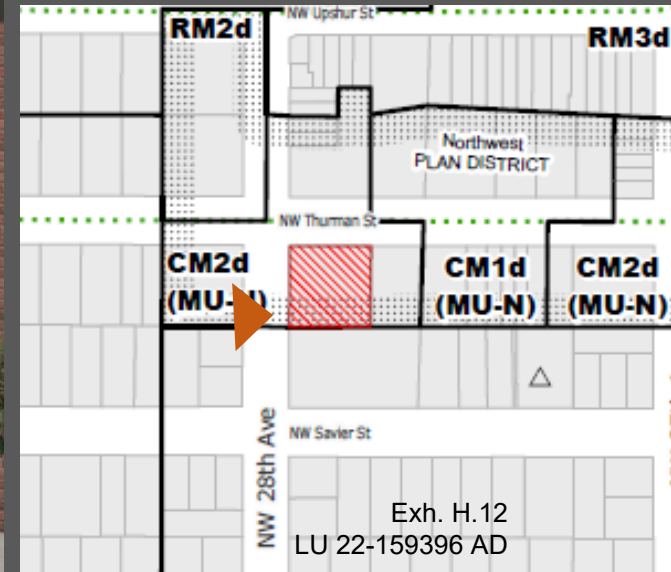 NW Upshur St
RM2d
RM3d
Northwest
PLAN DISTRICT
NW Thurman St
CM2d
CM1d
CM2d
(MU-N)
(MU-N)
NW Savier St
NW 28th Ave
Exh. H.12
LU 22-159396 AD